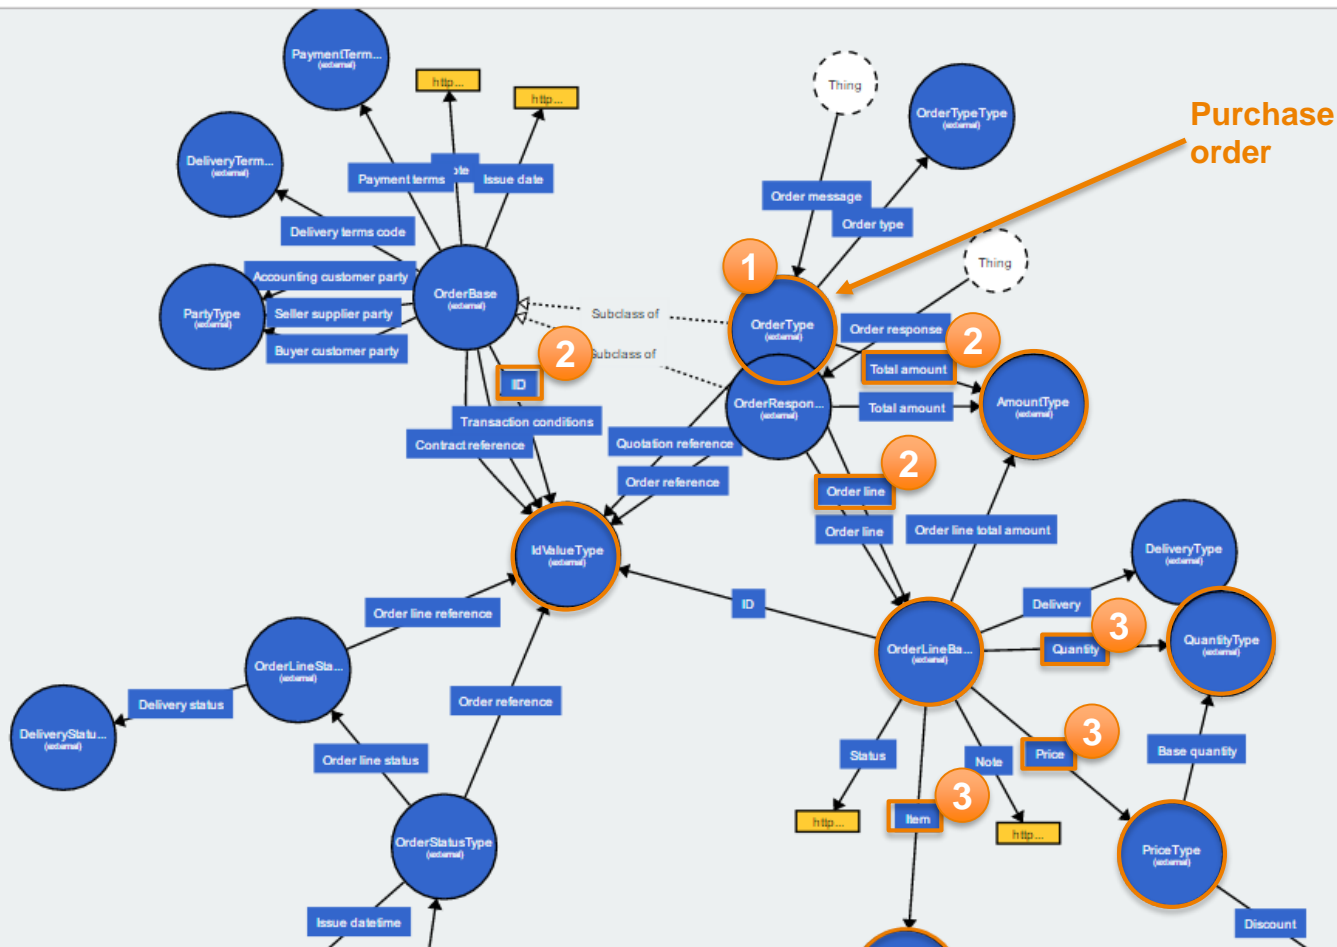 PaymentTerm...
(external)
http...
http...
Thing
OrderTypeType
(external)
Purchase
order
DeliveryTerm...
(external)
Payment terms
Issue date
Order message
Order type
Delivery terms code
Accounting customer party
PartyType
(external)
Seller supplier party
Buyer customer party
OrderBase
(external)
Subclass of
Subclass of
1
OrderType
(external)
Thing
Order response
2
Total amount
2
ID
OrderRespon...
(external)
Total amount
AmountType
(external)
Transaction conditions
Contract reference
Quotation reference
Order reference
2
Order line
Order line
Order line total amount
IdValueType
(external)
DeliveryType
(external)
ID
Delivery
3
Quantity
QuantityType
(external)
Order line reference
OrderLineSta...
(external)
OrderLineBa...
(external)
Order reference
Delivery status
DeliveryStatu...
(external)
Order line status
Status
Note
3
Price
Base quantity
3
Item
http...
http...
OrderStatusType
(external)
PriceType
(external)
Issue datetime
Discount